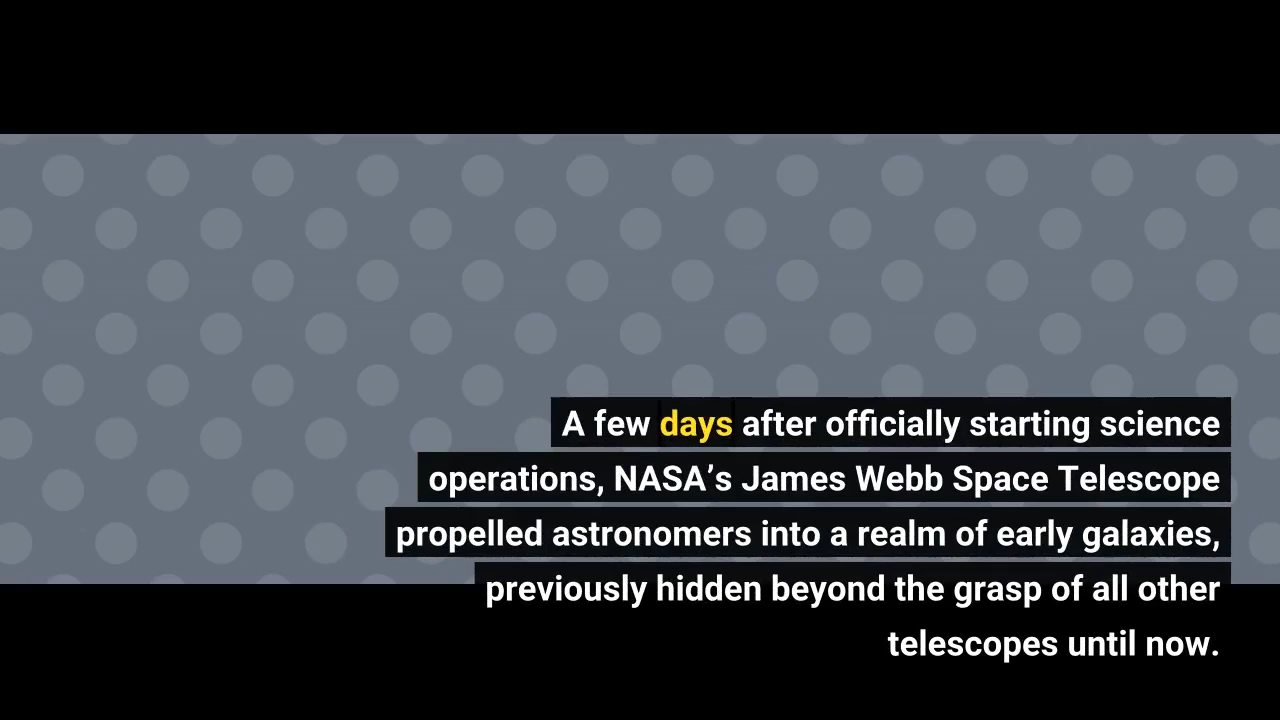 A few days after officially starting science
operations, NASA’s James Webb Space Telescope
propelled astronomers into a realm of early galaxies,
previously hidden beyond the grasp of all other
telescopes until now.